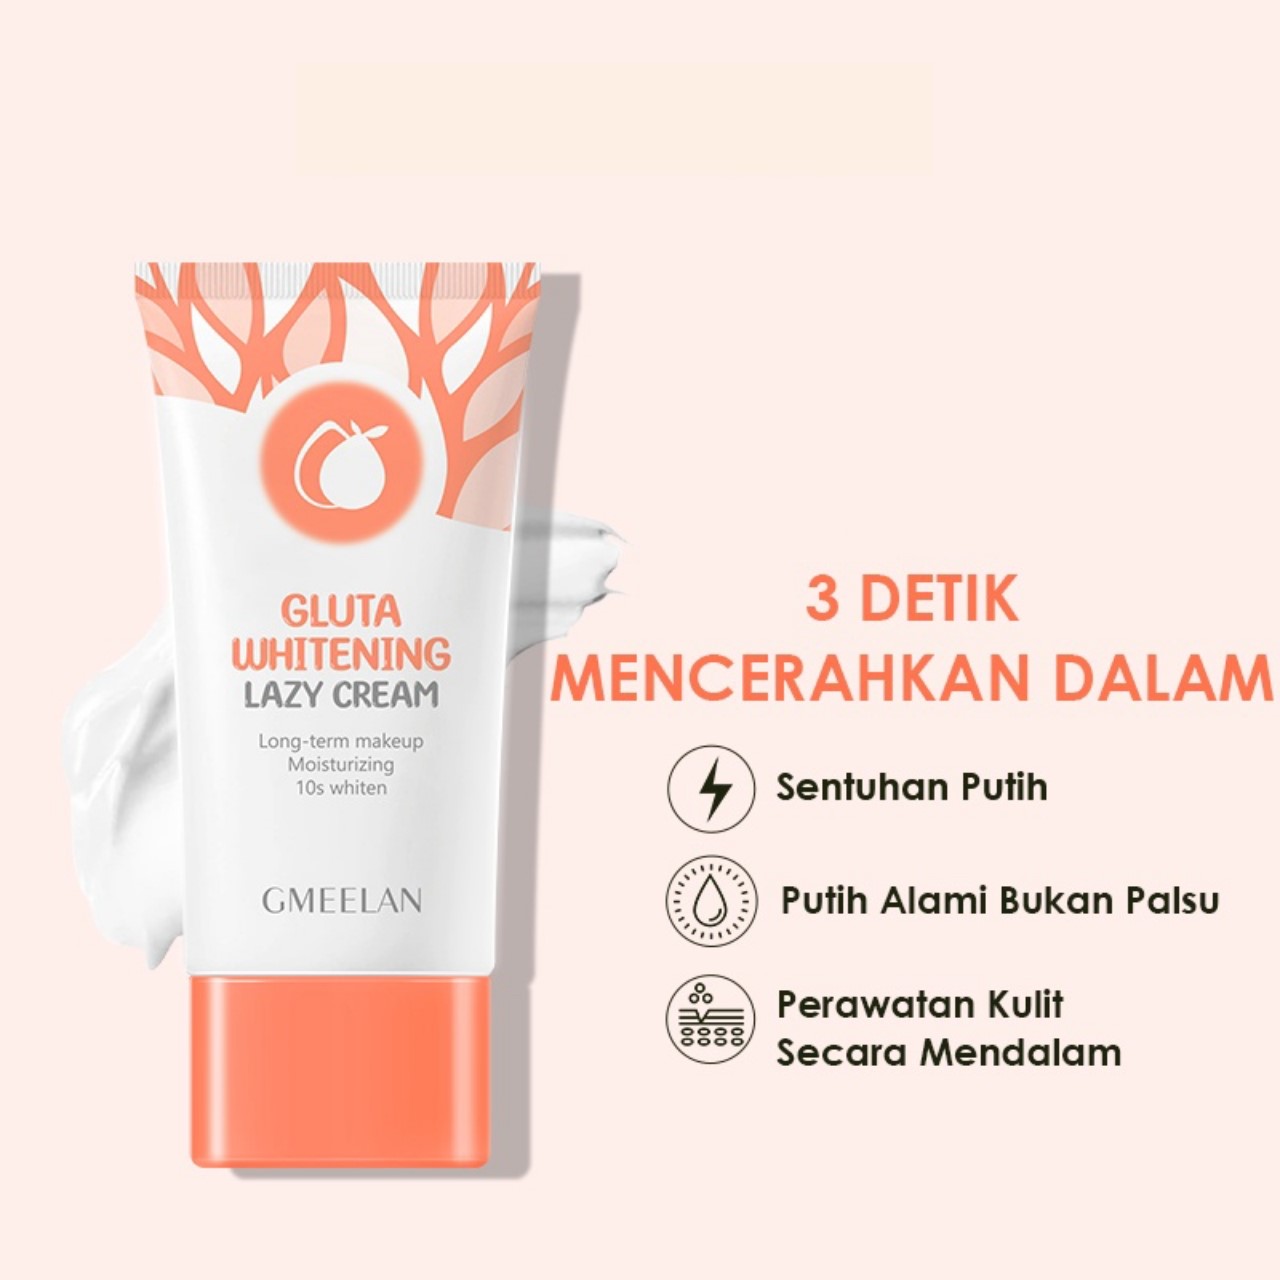 GLUTA
WHITENING
LAZY CREAM
Long-term makeup
Moisturizing
10s whiten
GMEELAN
3 DETIK
MENCERAHKAN DALAM
Sentuhan Putih
Putih Alami Bukan Palsu
Perawatan Kulit
Secara Mendalam